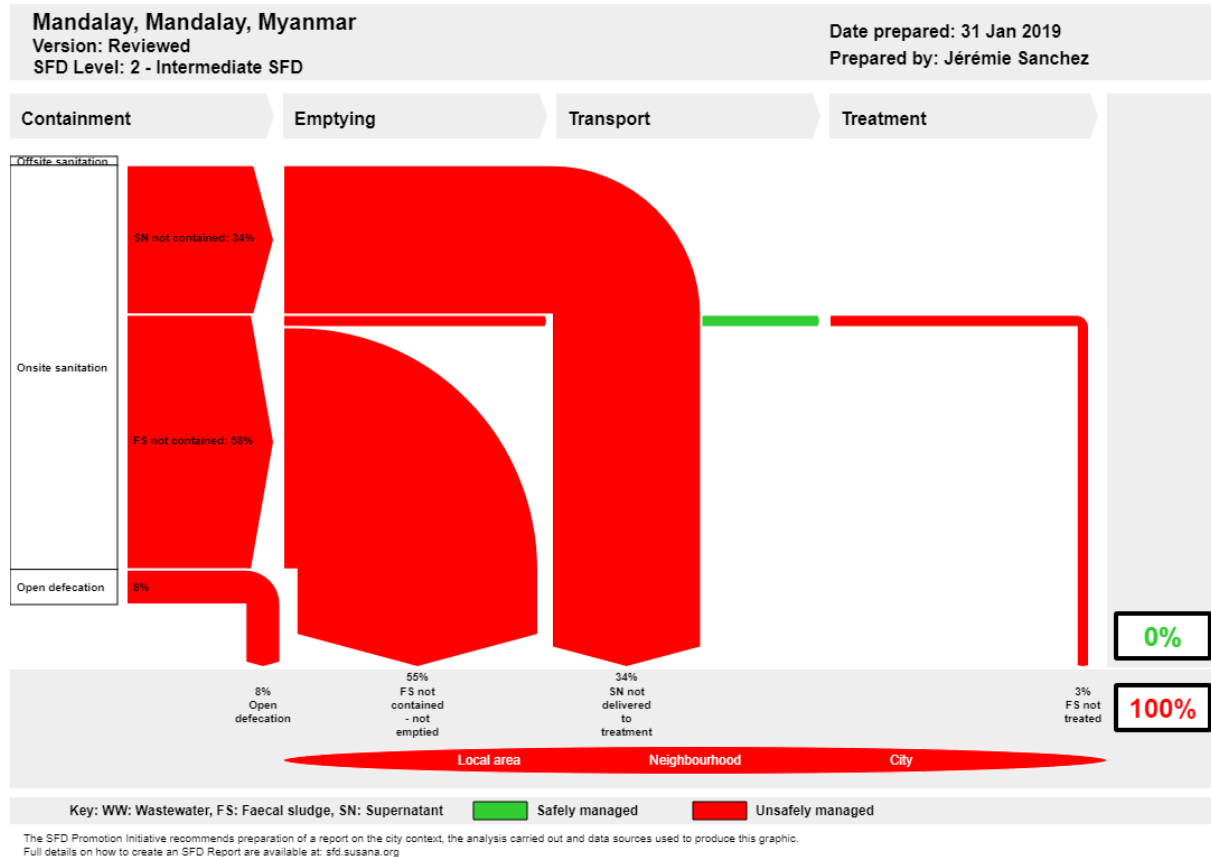 Mandalay, Mandalay, Myanmar
Version: Reviewed
SFD Level: 2 - Intermediate SFD
Date prepared: 31 Jan 2019
Prepared by: Jérémie Sanchez
Containment
Emptying
Transport
Treatment
Offsite sanitation
SN not contained: 34%
Onsite sanitation
FS not contained: 58%
Open defecation
8%
0%
8%
Open
defecation
55%
FS not
contained
- not
emptied
34%
SN not
delivered
to
treatment
3%
FS not
treated
100%
Local area
Neighbourhood
City
Key: WW: Wastewater, FS: Faecal sludge, SN: Supernatant
Safely managed
Unsafely managed
The SFD Promotion Initiative recommends preparation of a report on the city context, the analysis carried out and data sources used to produce this graphic.
Full details on how to create an SFD Report are available at: sfd.susana.org